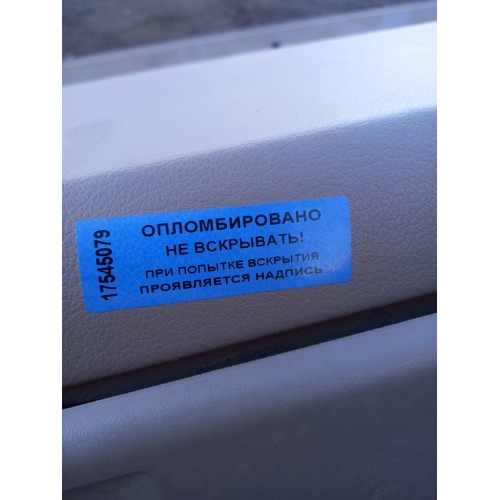 17545079
ОПЛОМБИРОВАНО
НЕ ВСКРЫВАТЬ!
ПРИ ПОПЫТКЕ ВСКРЫТИЯ
ПРОЯВЛЯЕТСЯ НАДПИСЬ